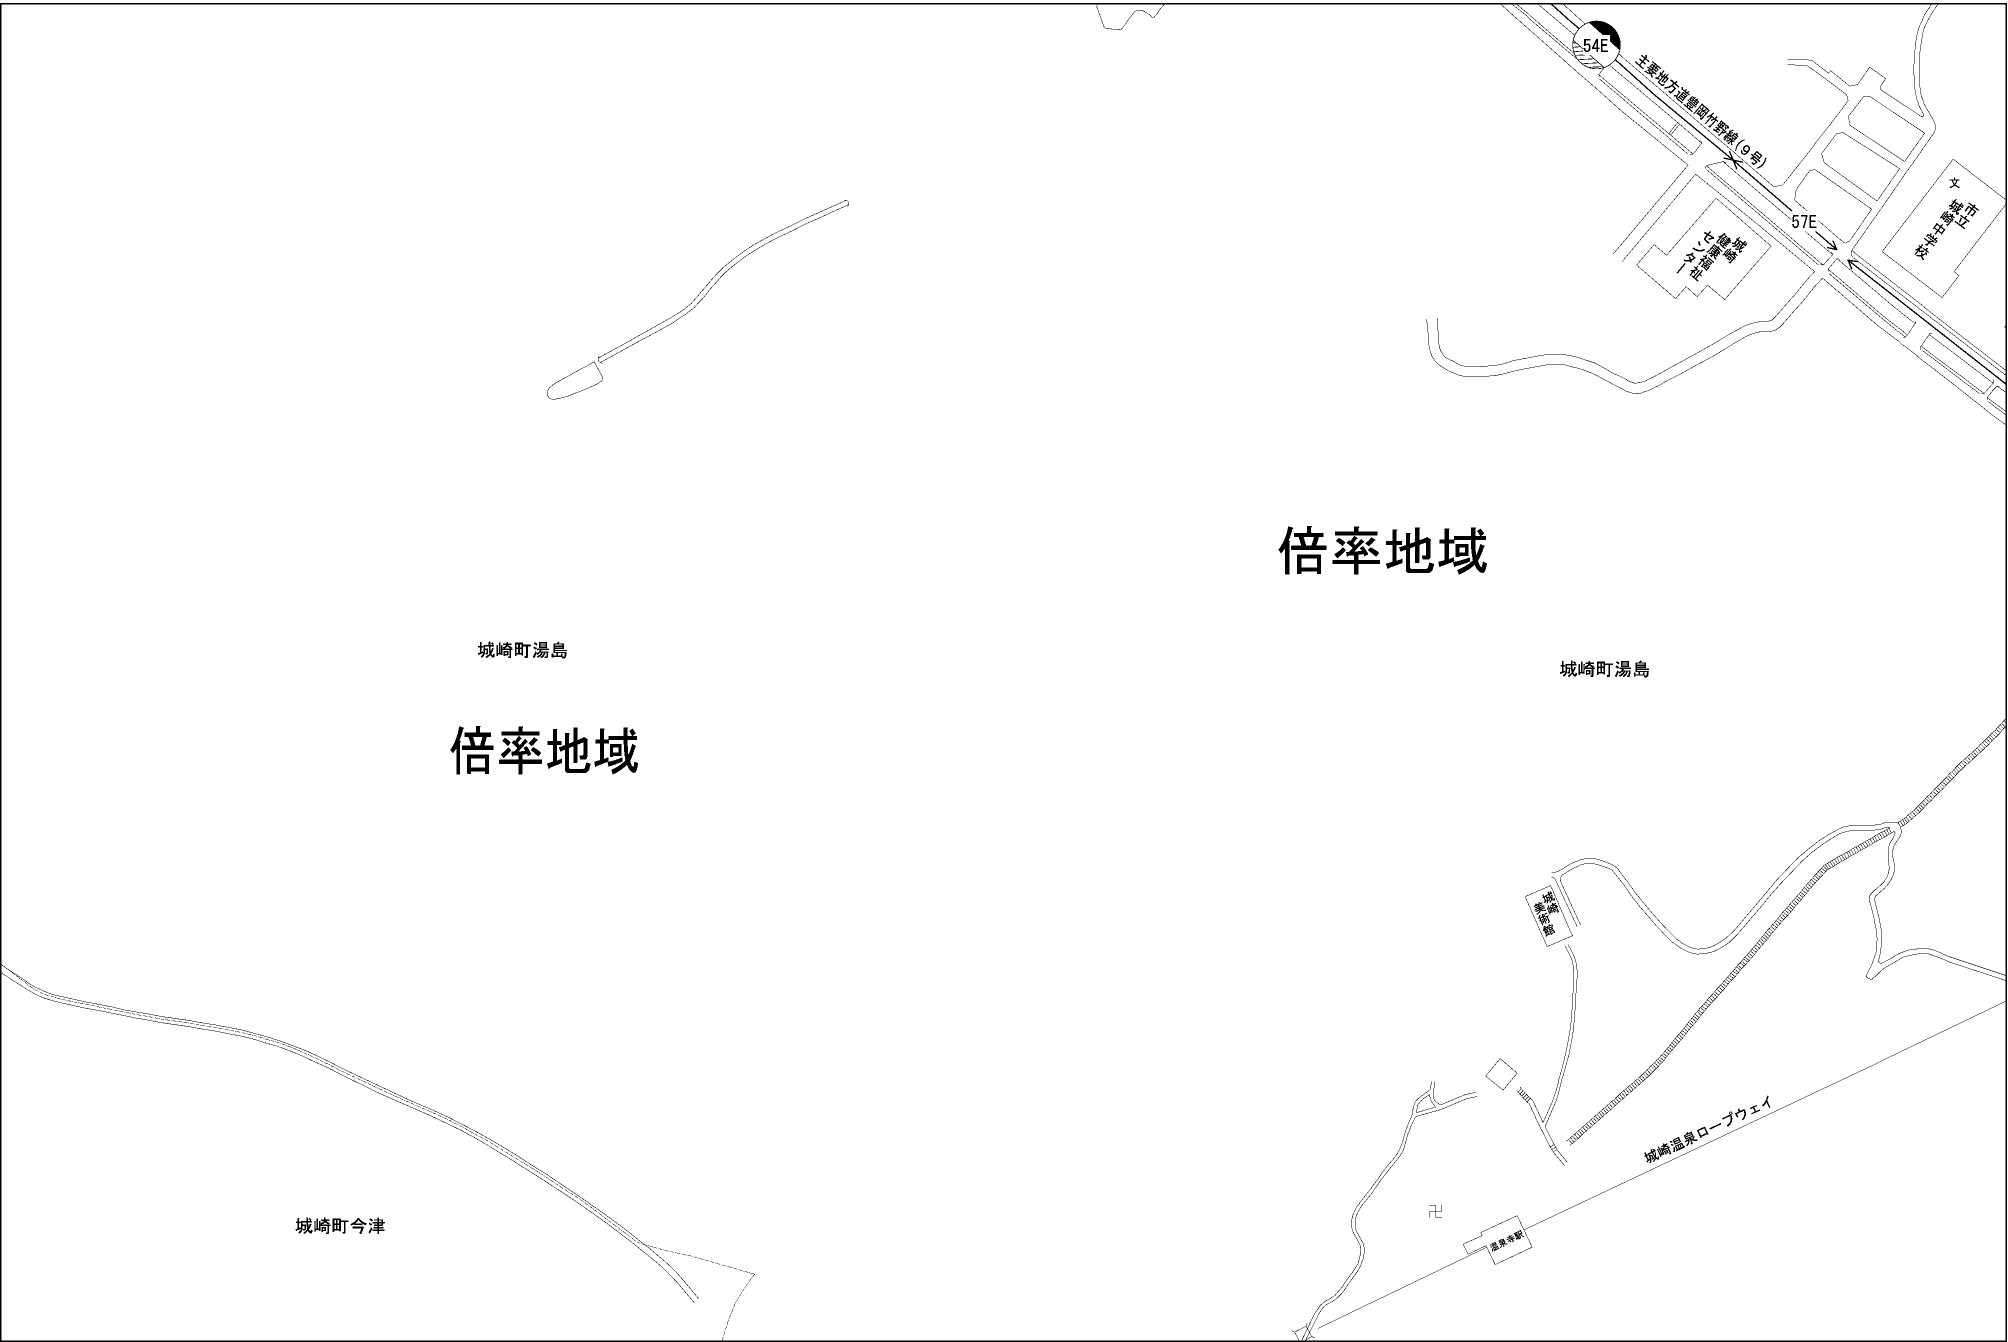 54E
主要地方道豊岡竹野線(9号)
57E
文
市立
城崎中学校
城崎
健康福祉
センター
倍率地域
城崎町湯島
城崎町湯島
倍率地域
城崎
美術館
城崎温泉ロープウェイ
城崎町今津
卍
温泉寺駅